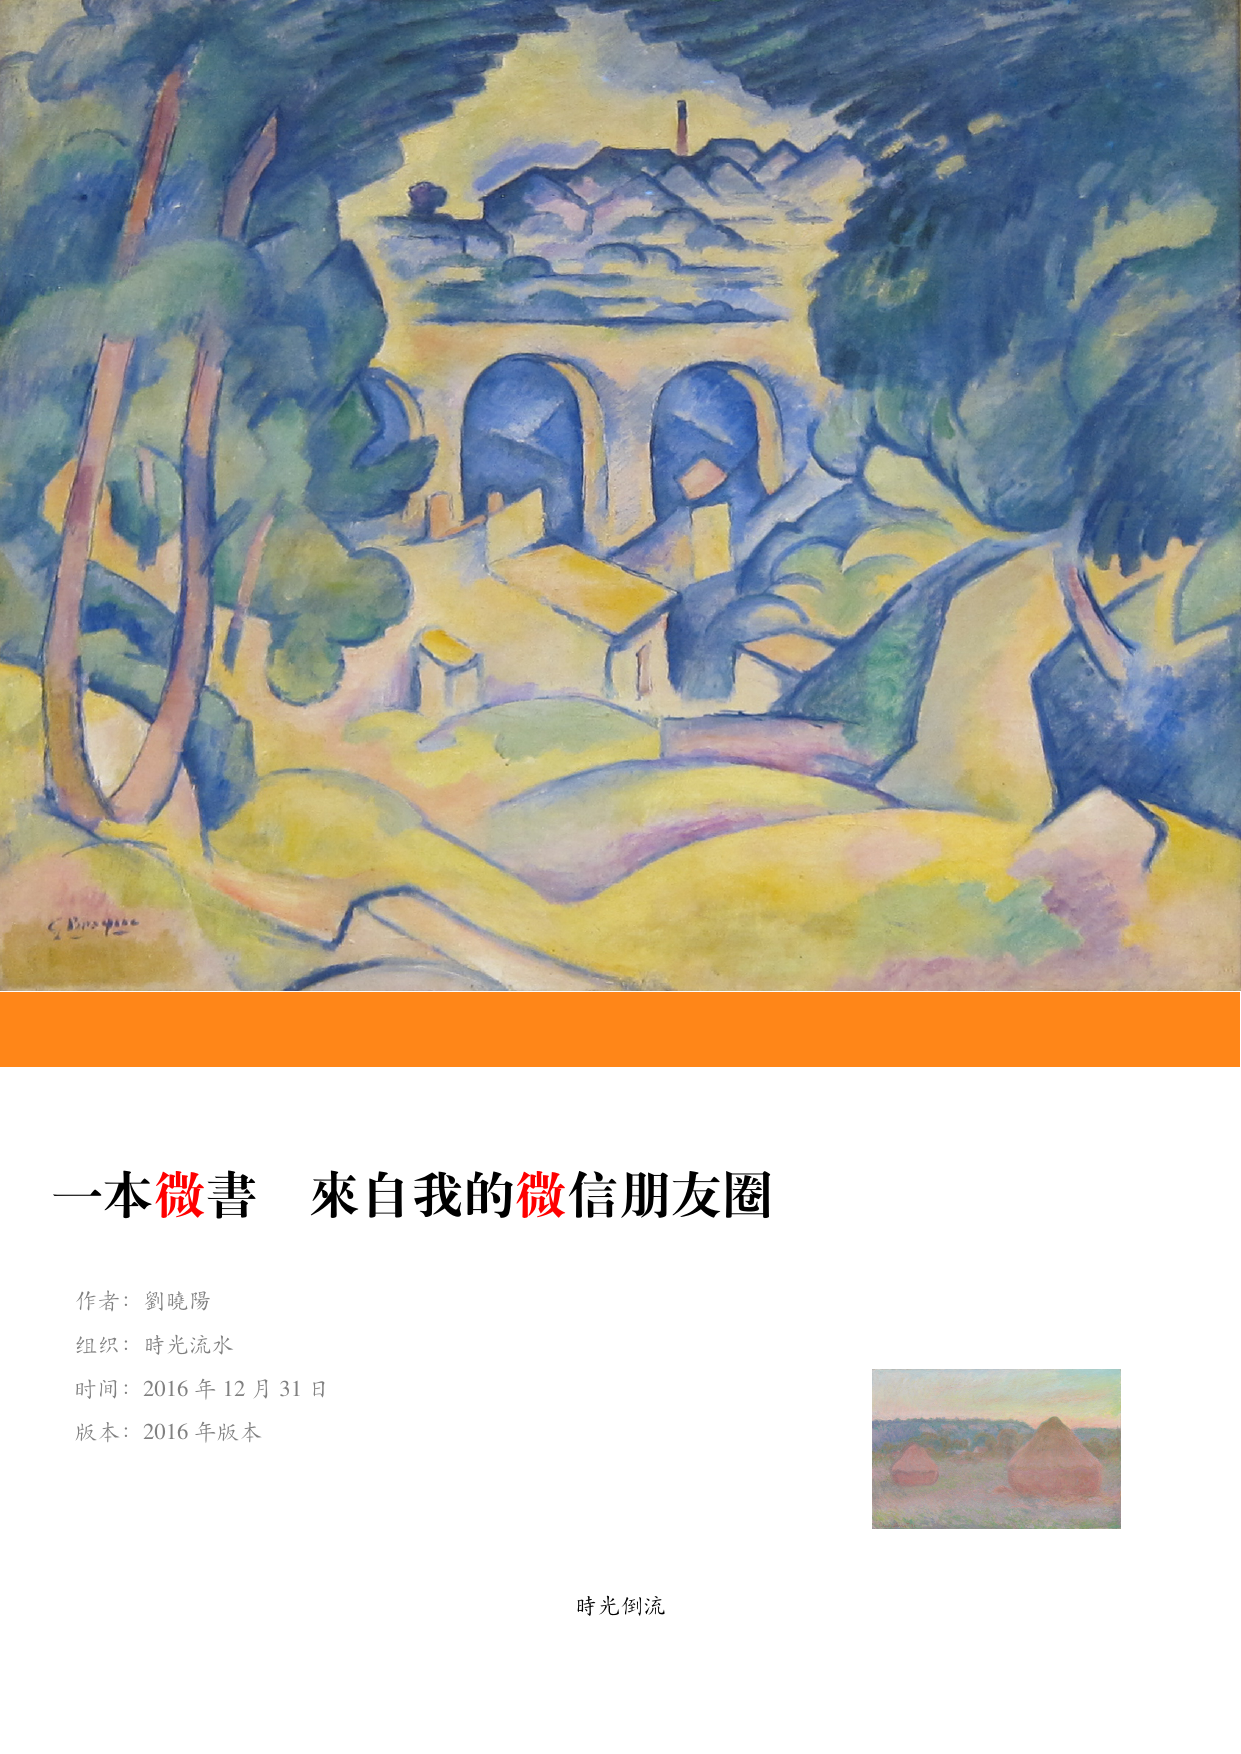 一本微書　來自我的微信朋友圈
作者：劉曉陽
组织：時光流水
时间：2016 年 12 月 31 日
版本：2016 年版本
時光倒流